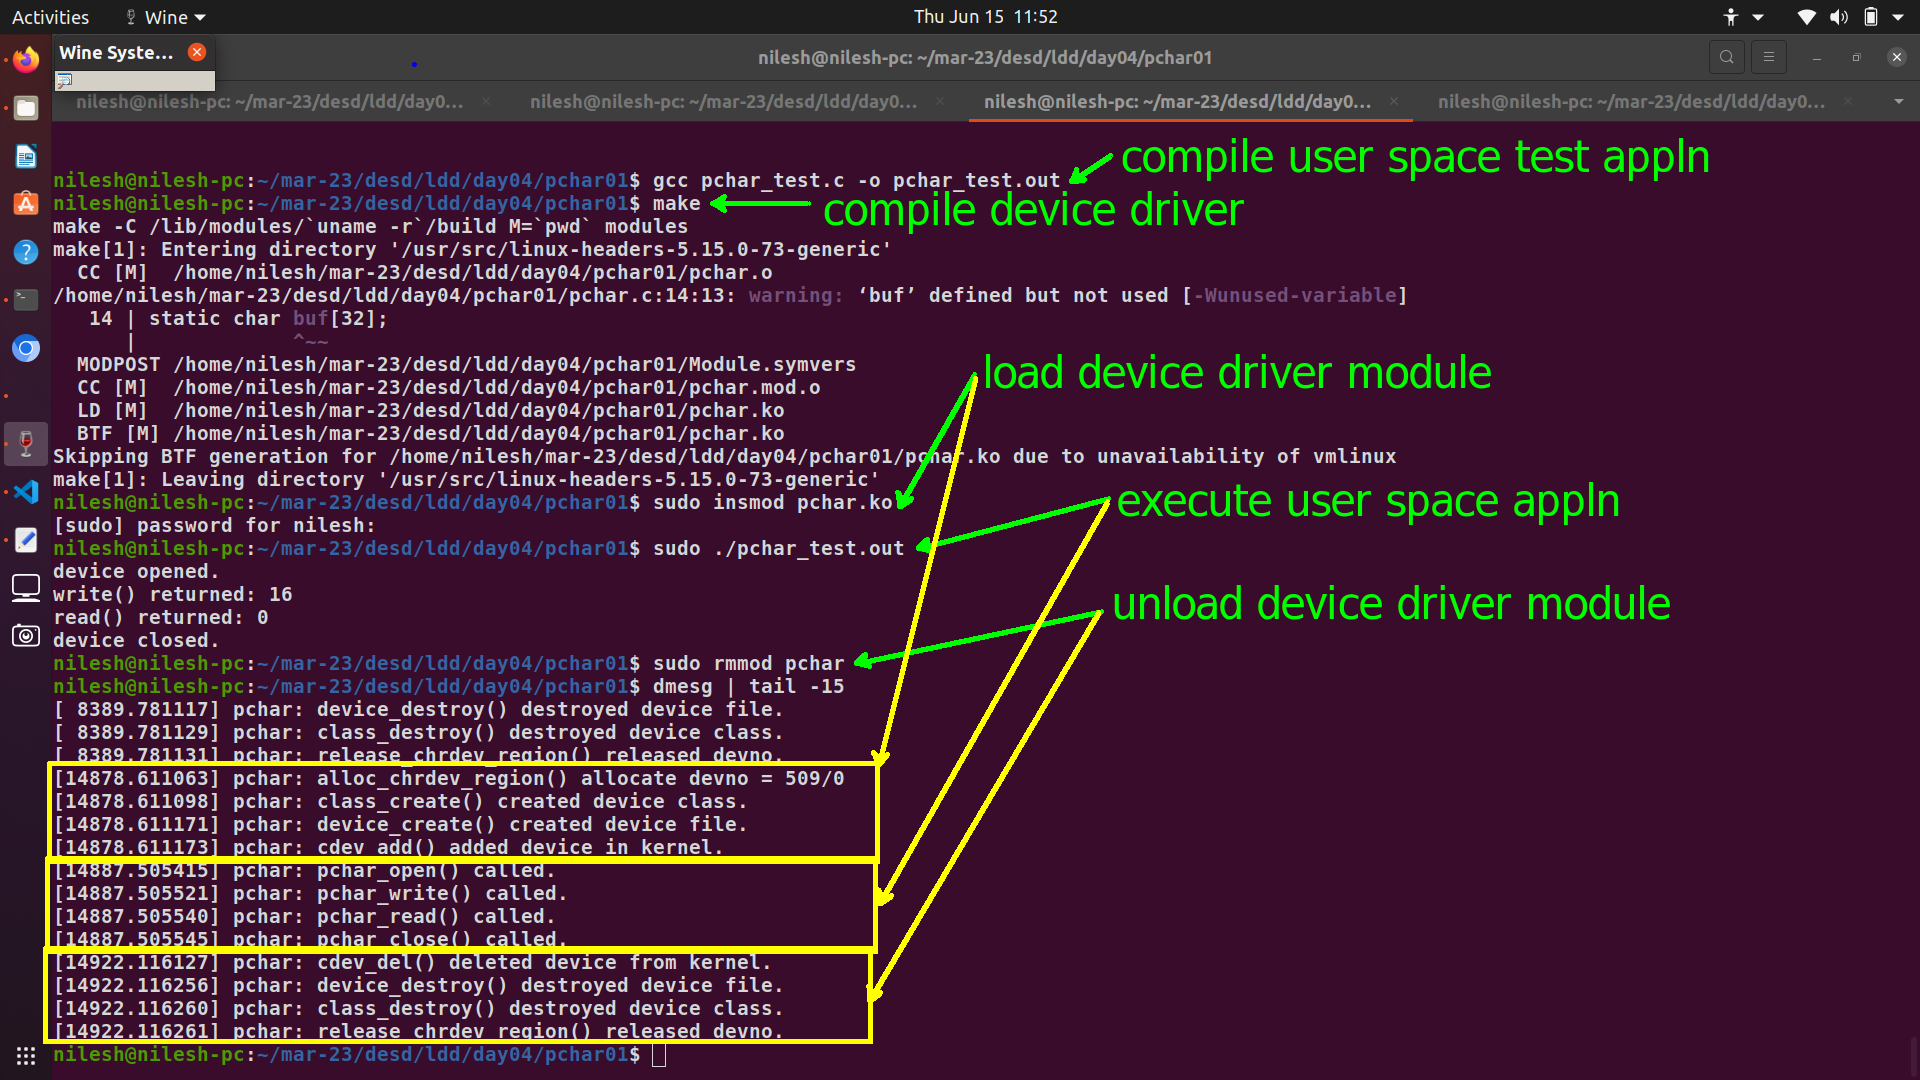 Activities
Wine
Thu Jun 15 11:52
Wine Syste...
nilesh@nilesh-pc: ~/mar-23/desd/ldd/day04/pchar01
nilesh@nilesh-pc: ~/mar-23/desd/ldd/day0...
nilesh@nilesh-pc: ~/mar-23/desd/ldd/day0...
nilesh@nilesh-pc: ~/mar-23/desd/ldd/day0...
nilesh@nilesh-pc: ~/mar-23/desd/ldd/day0...
compile user space test appln
nilesh@nilesh-pc:~/mar-23/desd/ldd/day04/pchar01$ gcc pchar_test.c -o pchar_test.out
nilesh@nilesh-pc:~/mar-23/desd/ldd/day04/pchar01$ make
compile device driver
make -C /lib/modules/`uname -r`/build M=`pwd` modules
make[1]: Entering directory '/usr/src/linux-headers-5.15.0-73-generic'
CC [M]  /home/nilesh/mar-23/desd/ldd/day04/pchar01/pchar.o
/home/nilesh/mar-23/desd/ldd/day04/pchar01/pchar.c:14:13: warning: ‘buf’ defined but not used [-Wunused-variable]
14 | static char buf[32];
|             ^~~
MODPOST /home/nilesh/mar-23/desd/ldd/day04/pchar01/Module.symvers
load device driver module
CC [M]  /home/nilesh/mar-23/desd/ldd/day04/pchar01/pchar.mod.o
LD [M]  /home/nilesh/mar-23/desd/ldd/day04/pchar01/pchar.ko
BTF [M] /home/nilesh/mar-23/desd/ldd/day04/pchar01/pchar.ko
Skipping BTF generation for /home/nilesh/mar-23/desd/ldd/day04/pchar01/pchar.ko due to unavailability of vmlinux
make[1]: Leaving directory '/usr/src/linux-headers-5.15.0-73-generic'
nilesh@nilesh-pc:~/mar-23/desd/ldd/day04/pchar01$ sudo insmod pchar.ko
execute user space appln
[sudo] password for nilesh:
nilesh@nilesh-pc:~/mar-23/desd/ldd/day04/pchar01$ sudo ./pchar_test.out
device opened.
write() returned: 16
unload device driver module
read() returned: 0
device closed.
nilesh@nilesh-pc:~/mar-23/desd/ldd/day04/pchar01$ sudo rmmod pchar
nilesh@nilesh-pc:~/mar-23/desd/ldd/day04/pchar01$ dmesg | tail -15
[ 8389.781117] pchar: device_destroy() destroyed device file.
[ 8389.781129] pchar: class_destroy() destroyed device class.
[ 8389.781131] pchar: release_chrdev_region() released devno.
[14878.611063] pchar: alloc_chrdev_region() allocate devno = 509/0
[14878.611098] pchar: class_create() created device class.
[14878.611171] pchar: device_create() created device file.
[14878.611173] pchar: cdev_add() added device in kernel.
[14887.505415] pchar: pchar_open() called.
[14887.505521] pchar: pchar_write() called.
[14887.505540] pchar: pchar_read() called.
[14887.505545] pchar: pchar_close() called.
[14922.116127] pchar: cdev_del() deleted device from kernel.
[14922.116256] pchar: device_destroy() destroyed device file.
[14922.116260] pchar: class_destroy() destroyed device class.
[14922.116261] pchar: release_chrdev_region() released devno.
nilesh@nilesh-pc:~/mar-23/desd/ldd/day04/pchar01$